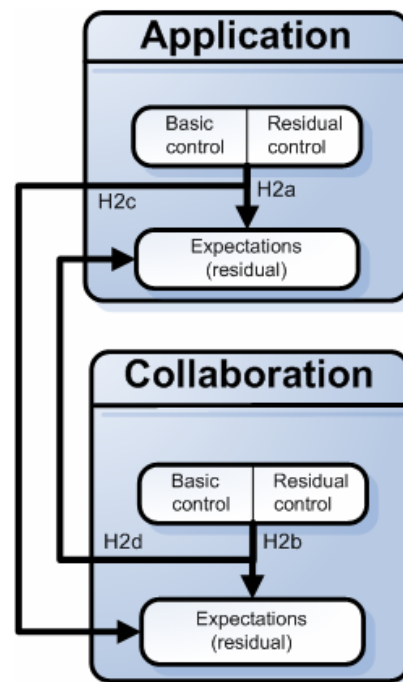 Application
Basic control
Residual control
H2c
H2a
Expectations
(residual)
Collaboration
Basic control
Residual control
H2d
H2b
Expectations
(residual)